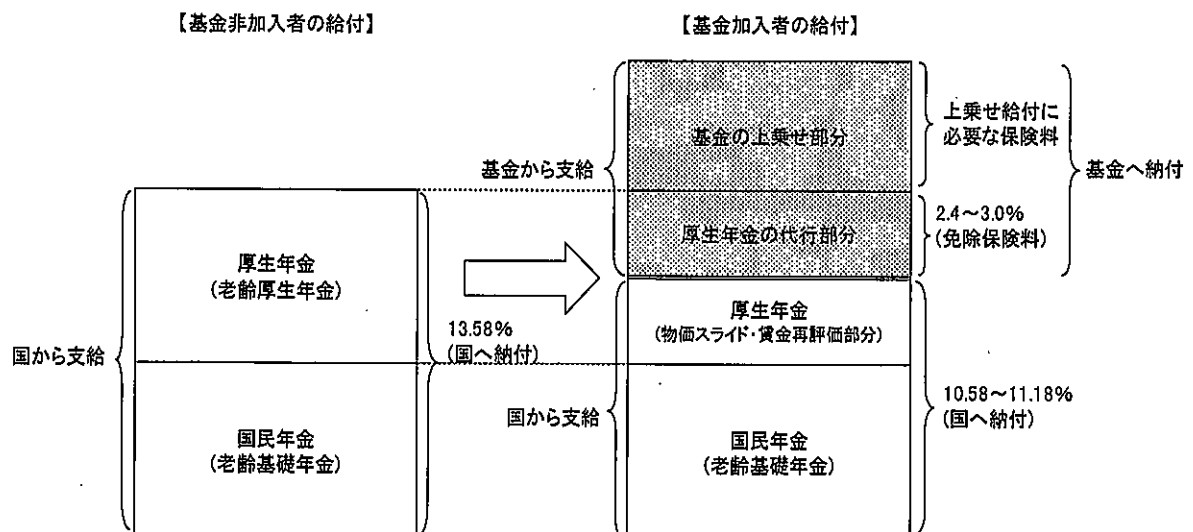 【基金非加入者の給付】
【基金加入者の給付】
国から支給
厚生年金
(老齢厚生年金)
国民年金
(老齢基礎年金)
13.58%
(国へ納付)
基金から支給
基金の上乗せ部分
厚生年金の代行部分
国から支給
厚生年金
(物価スライド・賃金再評価部分)
国民年金
(老齢基礎年金)
上乗せ給付に
必要な保険料
2.4～3.0%
(免除保険料)
基金へ納付
10.58～11.18%
(国へ納付)